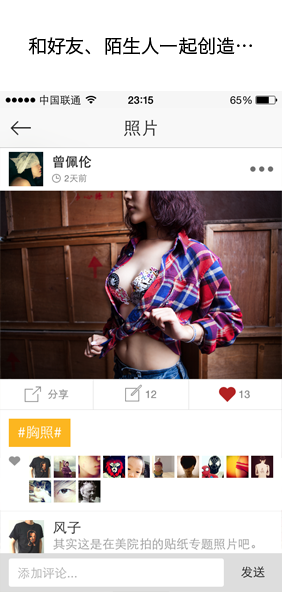 和好友、陌生人一起创造…
中国联通 23:15 65%
照片
曾佩伦
2天前
分享 12 13
#胸照#
风子
其实这是在美院拍的贴纸专题照片吧。
添加评论... 发送